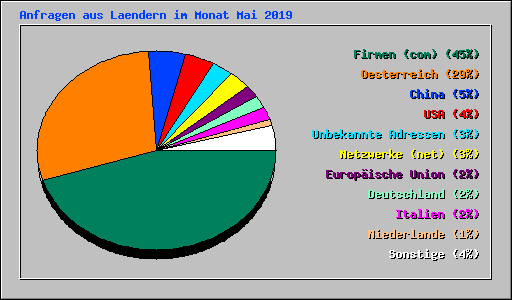 Anfragen aus Laendern im Monat Mai 2019
Firmen (com) (45%)
Oesterreich (29%)
China (5%)
USA (4%)
Unbekannte Adressen (3%)
Netzwerke (net) (3%)
Europäische Union (2%)
Deutschland (2%)
Italien (2%)
Niederlande (1%)
Sonstige (4%)